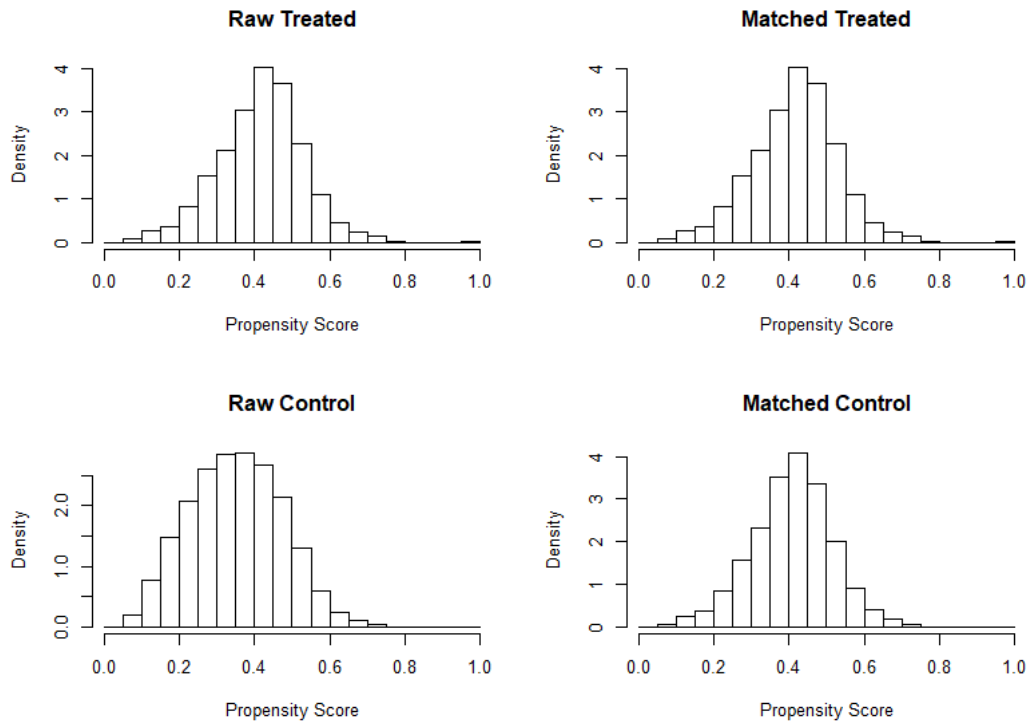 Raw Treated
Density
0 1 2 3 4
0.0 0.2 0.4 0.6 0.8 1.0
Propensity Score
Matched Treated
Density
0 1 2 3 4
0.0 0.2 0.4 0.6 0.8 1.0
Propensity Score
Raw Control
Density
0.0 1.0 2.0
0.0 0.2 0.4 0.6 0.8 1.0
Propensity Score
Matched Control
Density
0 1 2 3 4
0.0 0.2 0.4 0.6 0.8 1.0
Propensity Score